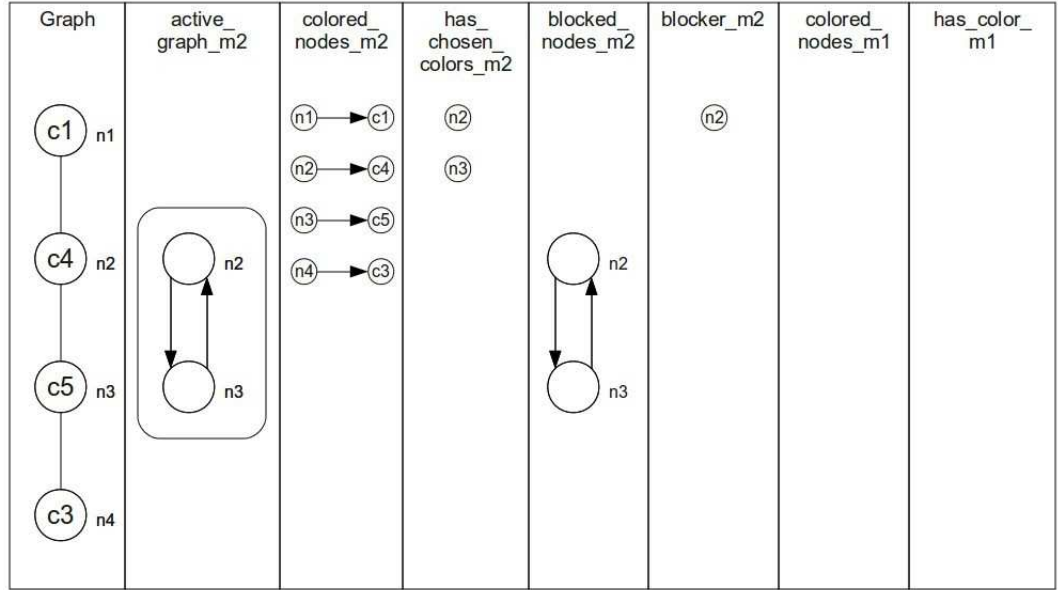 Graph
active_
graph_m2
colored_
nodes_m2
has_
chosen_
colors_m2
blocked_
nodes_m2
blocker_m2
colored_
nodes_m1
has_color_
m1
c1 n1
n1 c1
n2
n2
n2 c4
n3
n3 c5
c4 n2
n2
n4 c3
n2
c5 n3
n3
n3
c3 n4